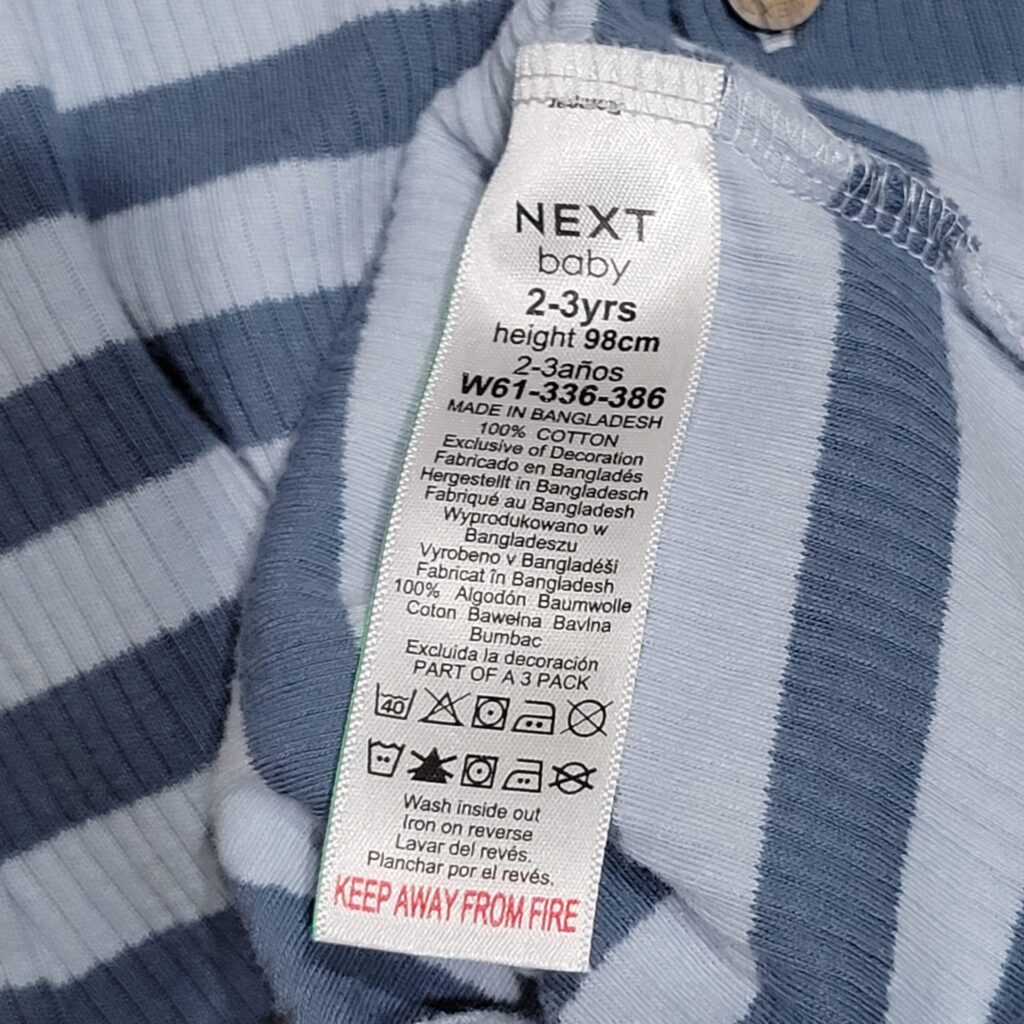 NEXT
baby
2-3yrs
height 98cm
2-3años
W61-336-386
MADE IN BANGLADESH
100% COTTON
Exclusive of Decoration
Fabricado en Bangladés
Hergestellt in Bangladesch
Fabriqué au Bangladesh
Wyprodukowano w
Bangladeszu
Vyrobeno v Bangladéši
Fabricat în Bangladesh
100% Algodón Baumwolle
Coton Bawełna Bavlna
Bumbac
Excluida la decoración
PART OF A 3 PACK
40
Wash inside out
Iron on reverse
Lavar del revés.
Planchar por el revés.
KEEP AWAY FROM FIRE